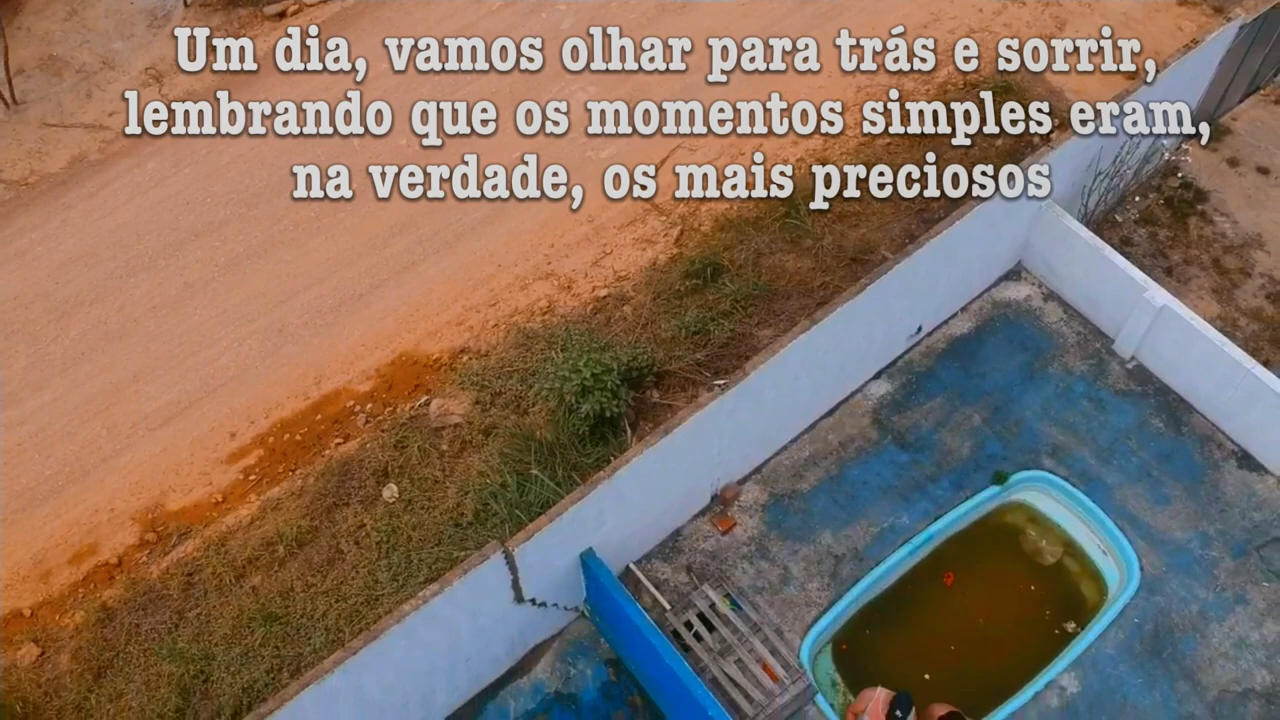 Um dia, vamos olhar para trás e sorrir,
lembrando que os momentos simples eram,
na verdade, os mais preciosos